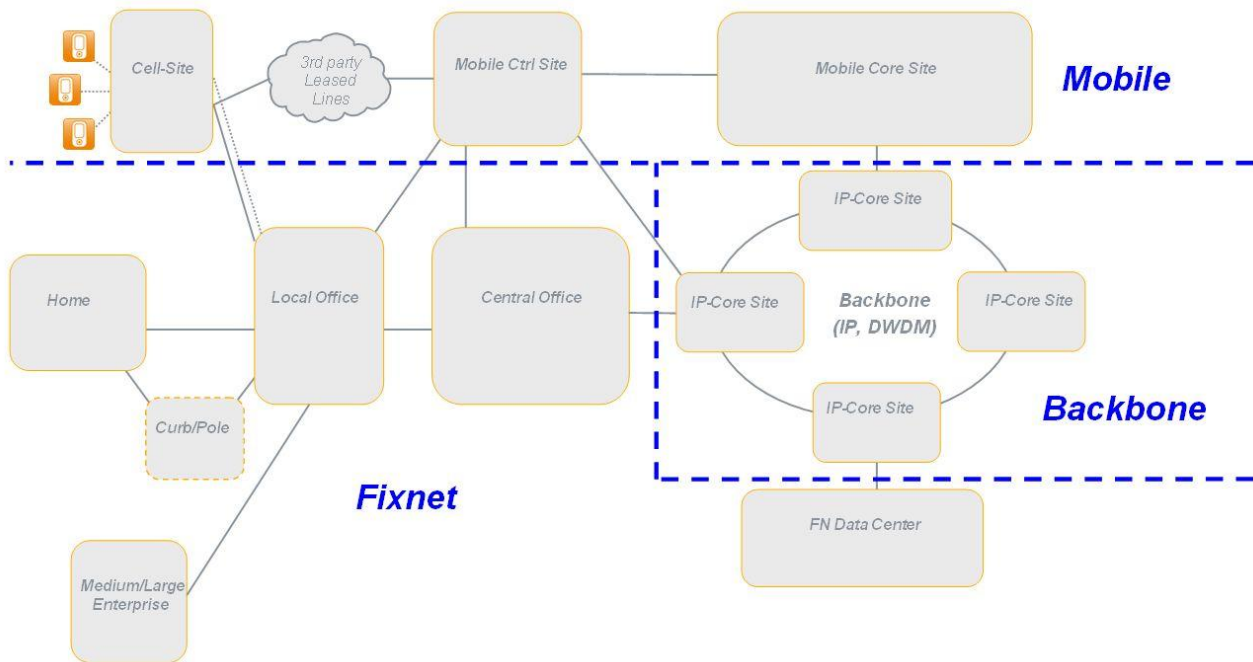 Cell-Site
3rd party
Leased
Lines
Mobile Ctrl Site
Mobile Core Site
Mobile
IP-Core Site
Home
Local Office
Central Office
IP-Core Site
Backbone
(IP, DWDM)
IP-Core Site
Curb/Pole
IP-Core Site
Backbone
Fixnet
FN Data Center
Medium/Large
Enterprise